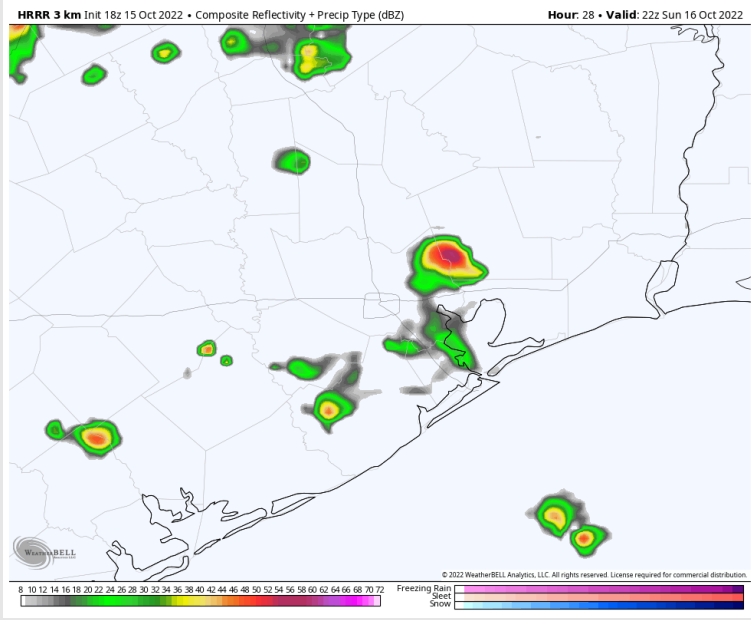 HRRR 3 km Init 18z 15 Oct 2022 • Composite Reflectivity + Precip Type (dBZ) Hour: 28 • Valid: 22z Sun 16 Oct 2022
WEATHERBELL
© 2022 WeatherBELL Analytics, LLC. All rights reserved. License required for commercial distribution.
8 10 12 14 16 18 20 22 24 26 28 30 32 34 36 38 40 42 44 46 48 50 52 53 55 56 58 60 62 64 66 68 70 72
Freezing Rain
Sleet
Snow